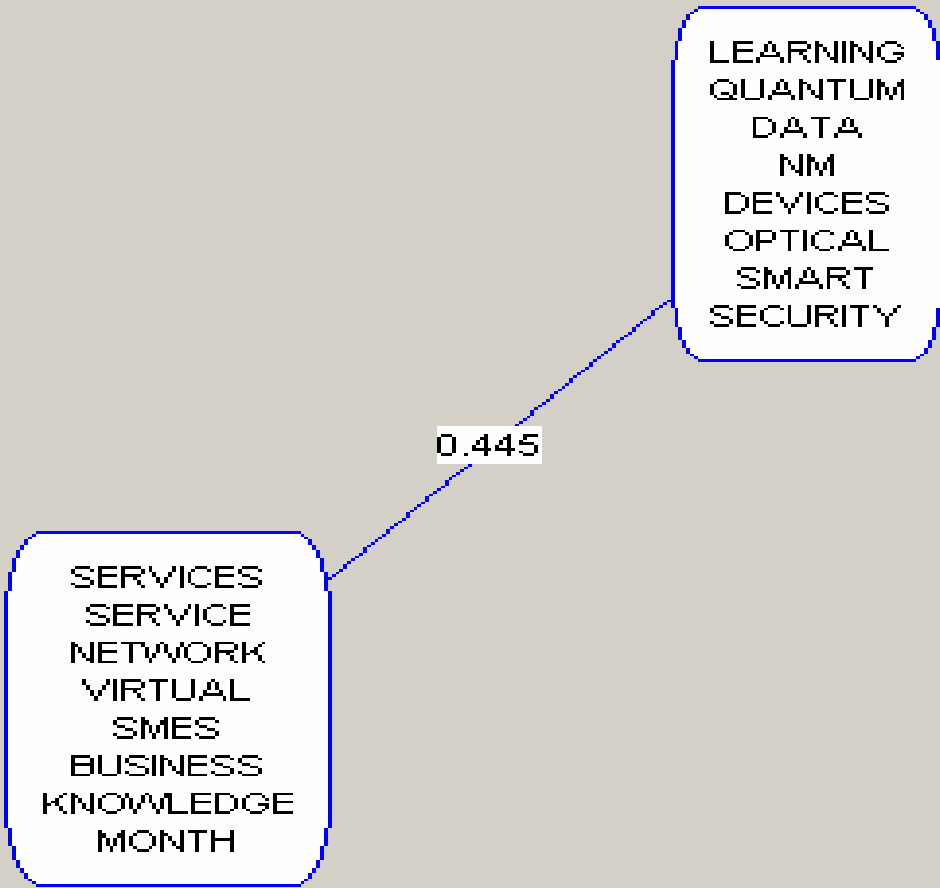 LEARNING
QUANTUM
DATA
NM
DEVICES
OPTICAL
SMART
SECURITY
0.445
SERVICES
SERVICE
NETWORK
VIRTUAL
SMES
BUSINESS
KNOWLEDGE
MONTH